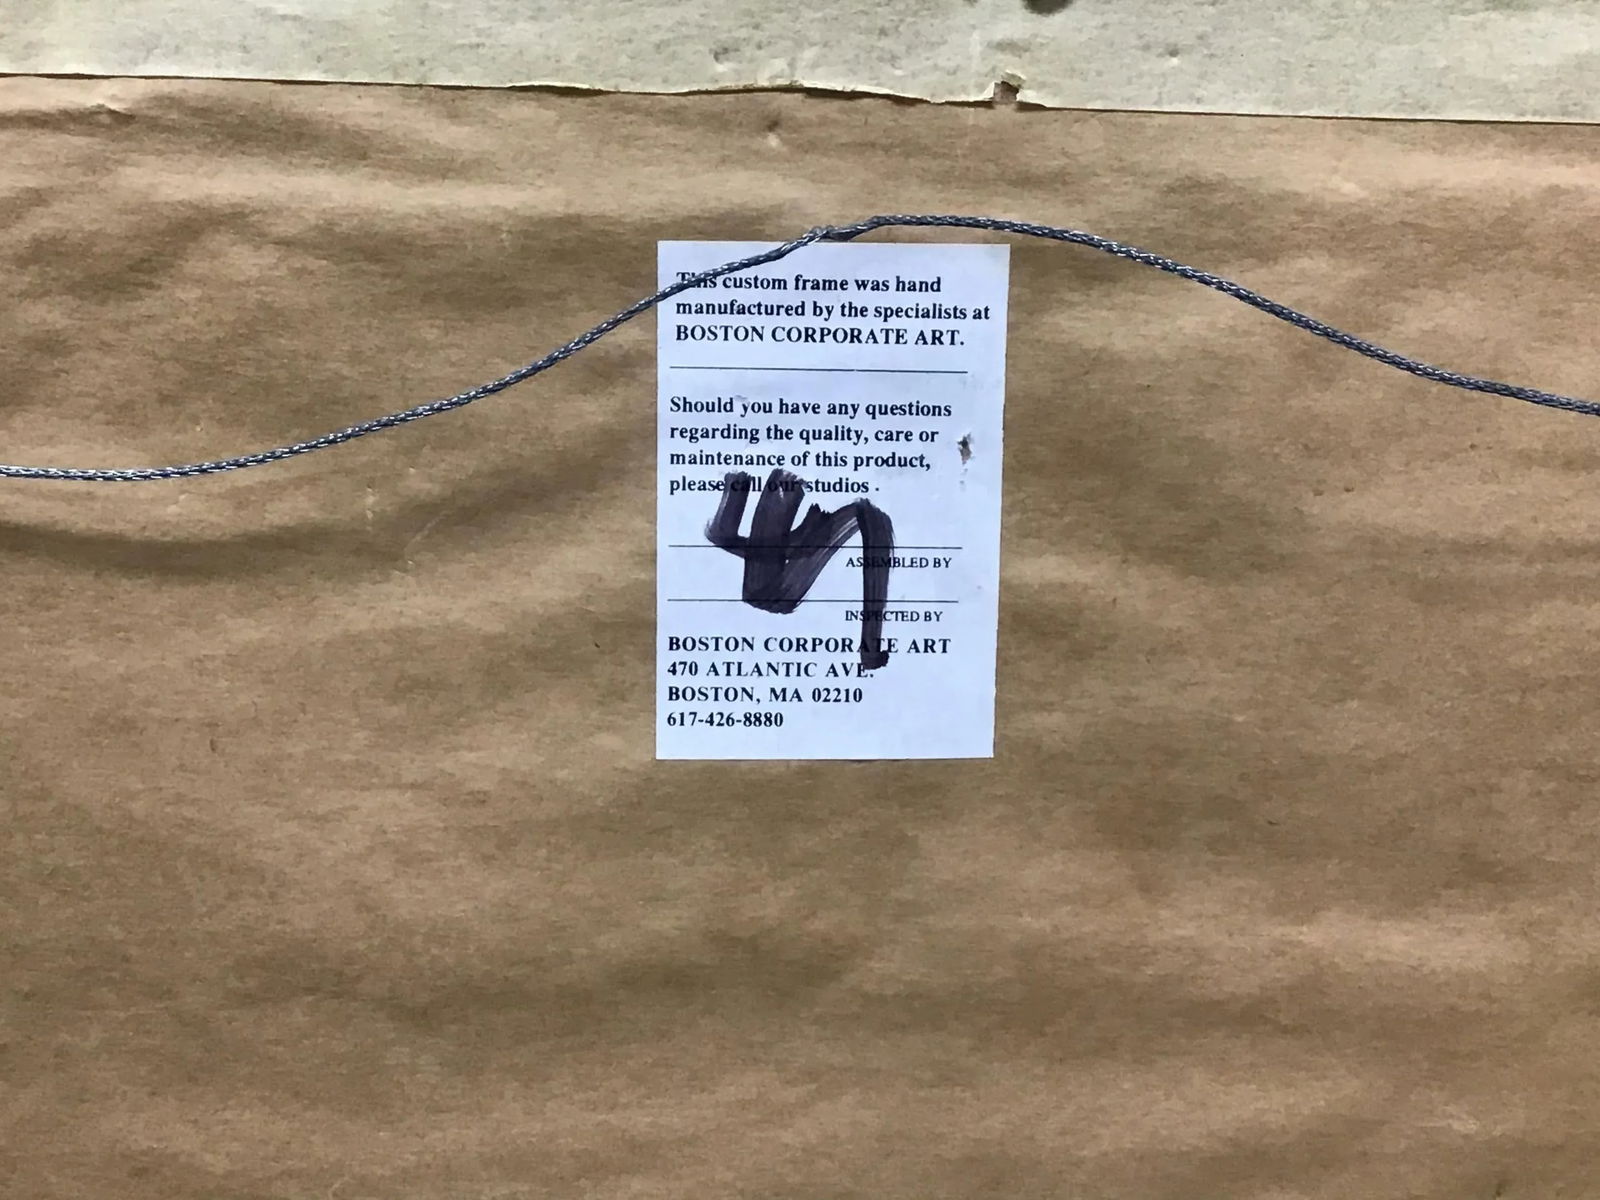 This custom frame was hand
manufactured by the specialists at
BOSTON CORPORATE ART.
Should you have any questions
regarding the quality, care or
maintenance of this product,
please call our studios.
ASSEMBLED BY
INSPECTED BY
BOSTON CORPORATE ART
470 ATLANTIC AVE.
BOSTON, MA 02210
617-426-8880